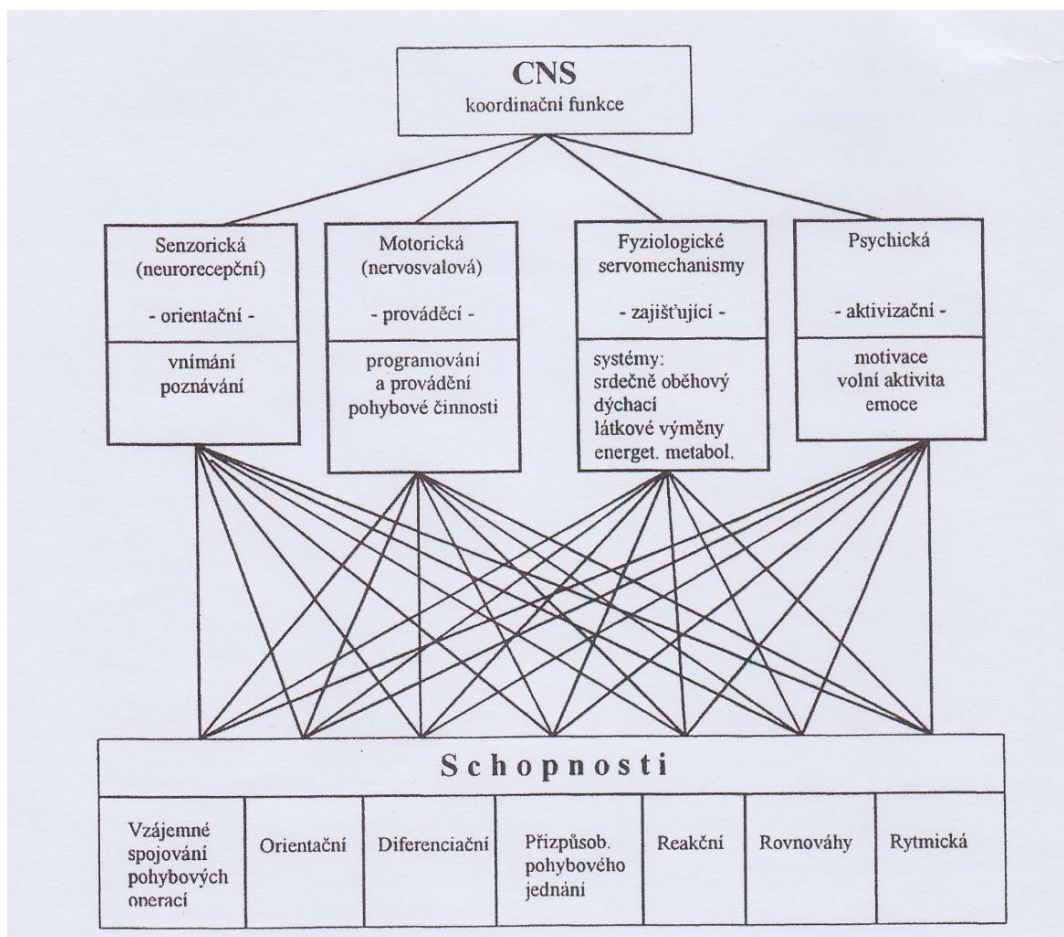 CNS
koordinační funkce
Senzorická
(neurorecepční)
- orientační -
vnímání
poznávání
Motorická
(nervosvalová)
- prováděcí -
programování
a provádění
pohybové činnosti
Fyziologické
servomechanismy
- zajišťující -
systémy:
srdečně oběhový
dýchací
látkové výměny
energet. metabol.
Psychická
- aktivizační -
motivace
volní aktivita
emoce
Schopnosti
Vzájemné
spojování
pohybových
operací
Orientační
Diferenciační
Přizpůsob.
pohybového
jednání
Reakční
Rovnováhy
Rytmická